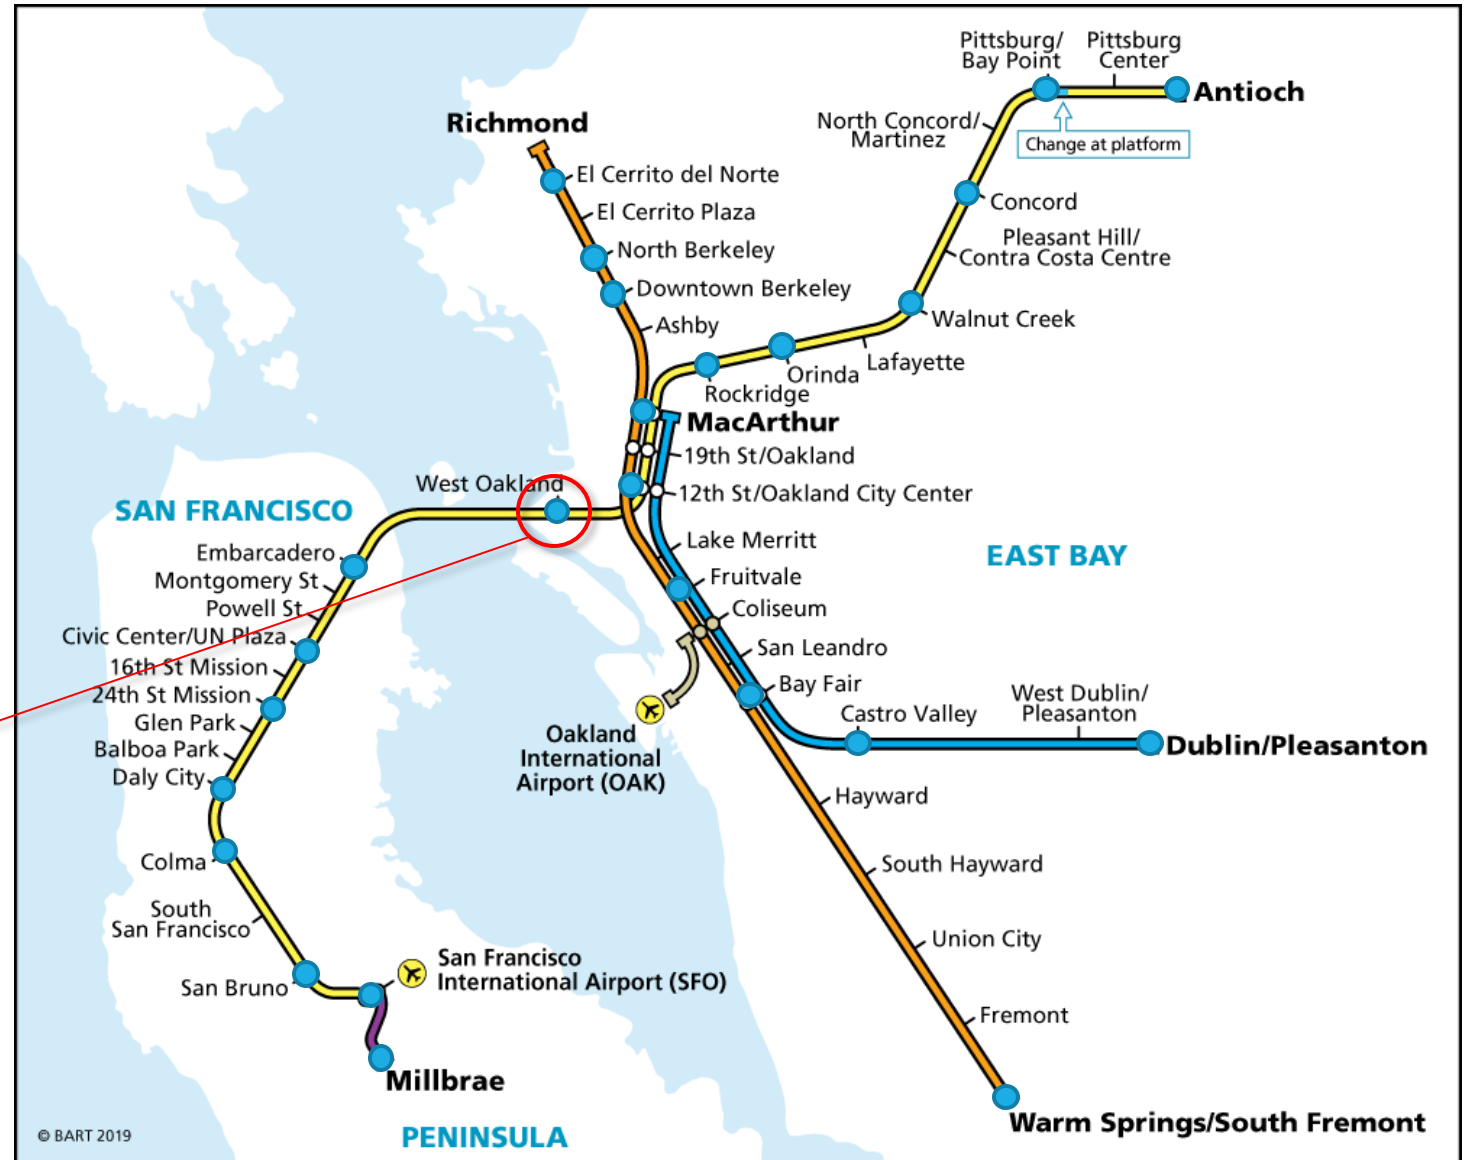 Pittsburg/
Bay Point
Pittsburg
Center
Antioch
North Concord/
Martinez
Change at platform
Richmond
El Cerrito del Norte
Concord
El Cerrito Plaza
Pleasant Hill/
Contra Costa Centre
North Berkeley
Downtown Berkeley
Walnut Creek
Ashby
Lafayette
Orinda
Rockridge
MacArthur
19th St/Oakland
West Oakland
12th St/Oakland City Center
SAN FRANCISCO
Embarcadero
Montgomery St
Powell St
Civic Center/UN Plaza
16th St Mission
24th St Mission
Glen Park
Balboa Park
Daly City
Lake Merritt
EAST BAY
Fruitvale
Coliseum
San Leandro
Bay Fair
Castro Valley
West Dublin/
Pleasanton
Dublin/Pleasanton
Oakland
International
Airport (OAK)
Hayward
Colma
South Hayward
South
San Francisco
Union City
San Bruno
San Francisco
International Airport (SFO)
Fremont
Millbrae
Warm Springs/South Fremont
© BART 2019
PENINSULA